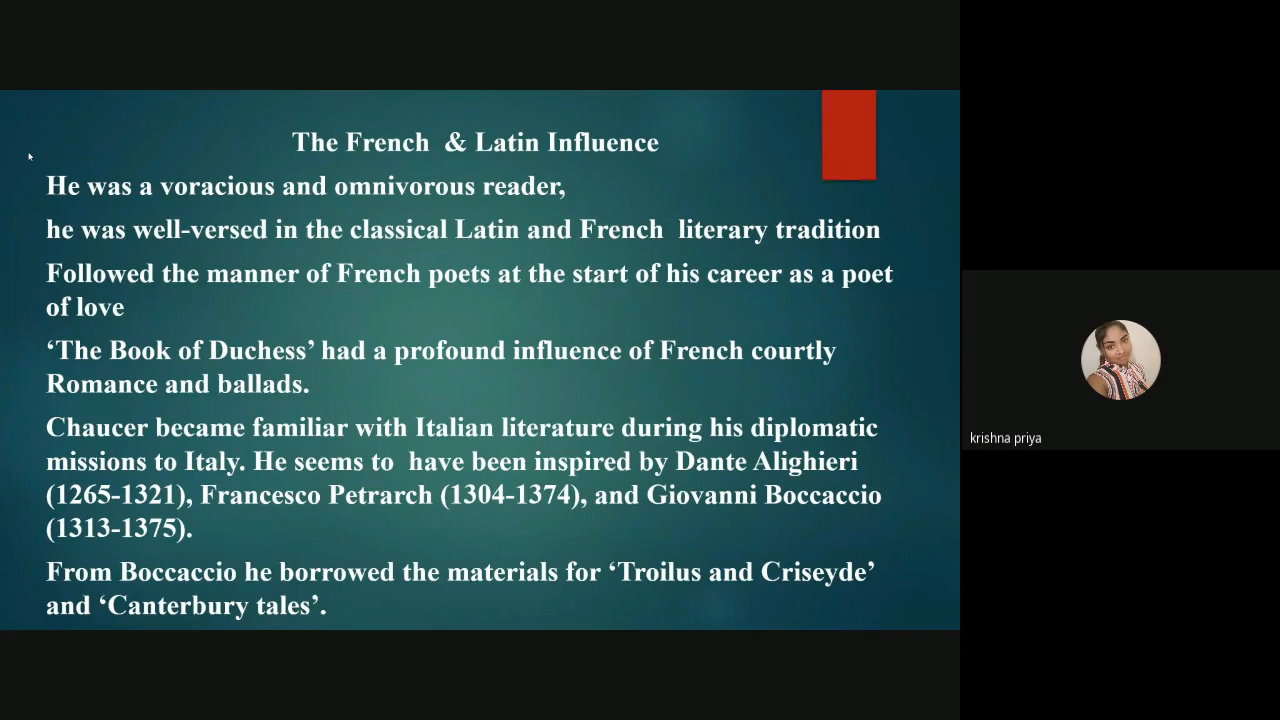 The French  & Latin Influence
He was a voracious and omnivorous reader,
he was well-versed in the classical Latin and French  literary tradition
Followed the manner of French poets at the start of his career as a poet
of love
‘The Book of Duchess’ had a profound influence of French courtly
Romance and ballads.
Chaucer became familiar with Italian literature during his diplomatic
missions to Italy. He seems to  have been inspired by Dante Alighieri
(1265-1321), Francesco Petrarch (1304-1374), and Giovanni Boccaccio
(1313-1375).
From Boccaccio he borrowed the materials for ‘Troilus and Criseyde’
and ‘Canterbury tales’.
krishna priya